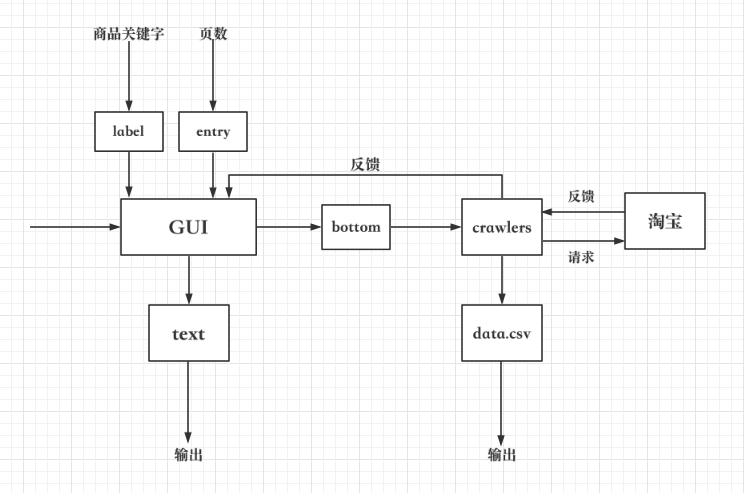 商品关键字
页数
label
entry
反馈
GUI
bottom
crawlers
反馈
淘宝
请求
text
data.csv
输出
输出